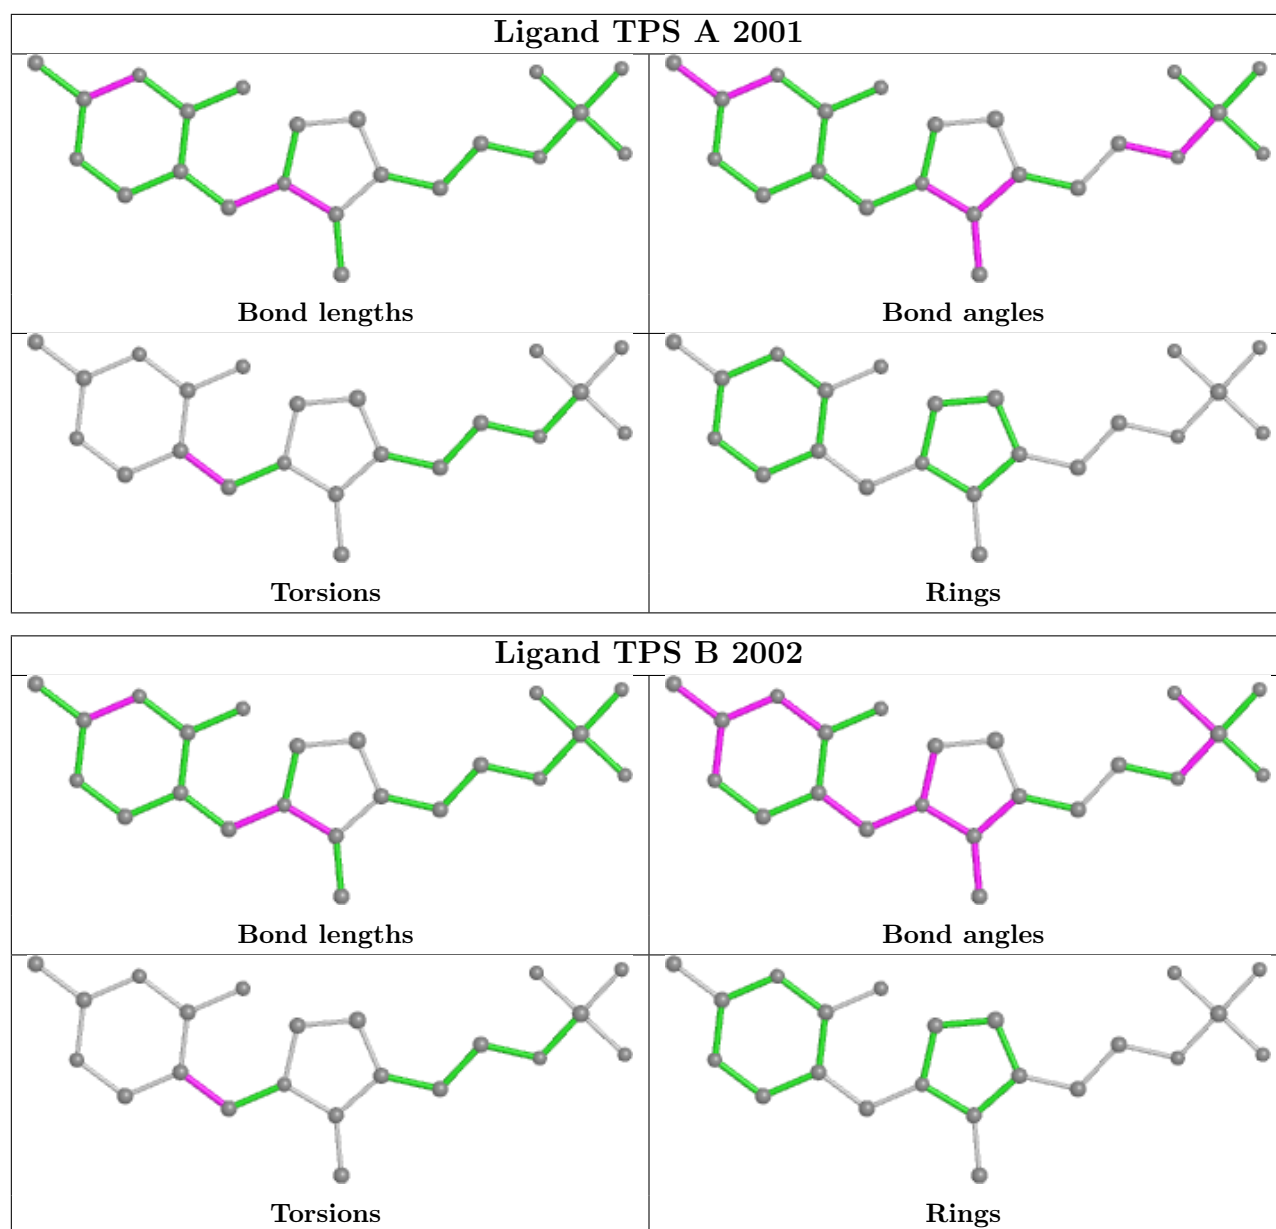 Ligand TPS A 2001
Bond lengths
Bond angles
Torsions
Rings
Ligand TPS B 2002
Bond lengths
Bond angles
Torsions
Rings